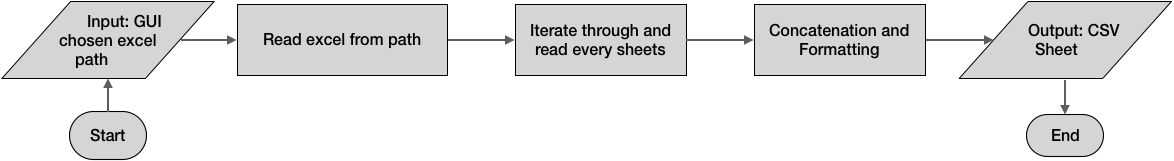 Input: GUI
chosen excel
path
Read excel from path
Iterate through and
read every sheets
Concatenation and
Formatting
Output: CSV
Sheet
Start
End